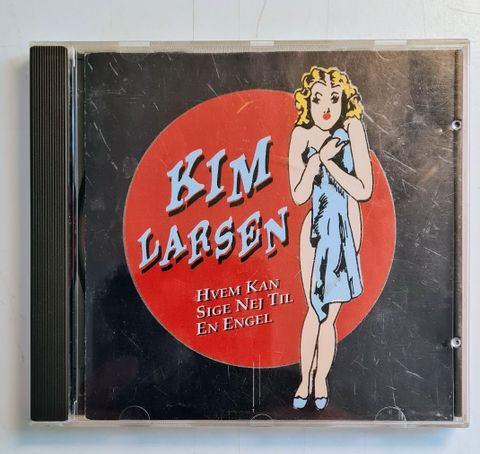 KIM
LARSEN
HVEM KAN
SIGE NEJ TIL
EN ENGEL